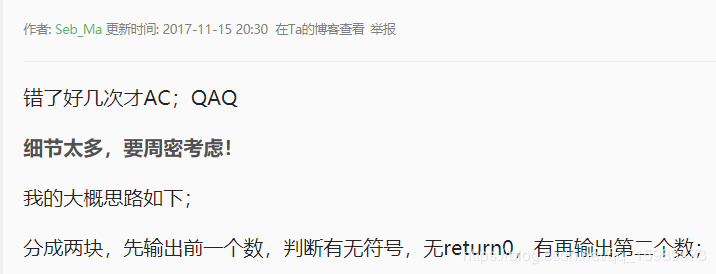 作者: Seb_Ma 更新时间: 2017-11-15 20:30 在Ta的博客查看 举报
错了好几次才AC；QAQ
细节太多，要周密考虑！
我的大概思路如下；
分成两块，先输出前一个数，判断有无符号，无return0，有再输出第二个数；